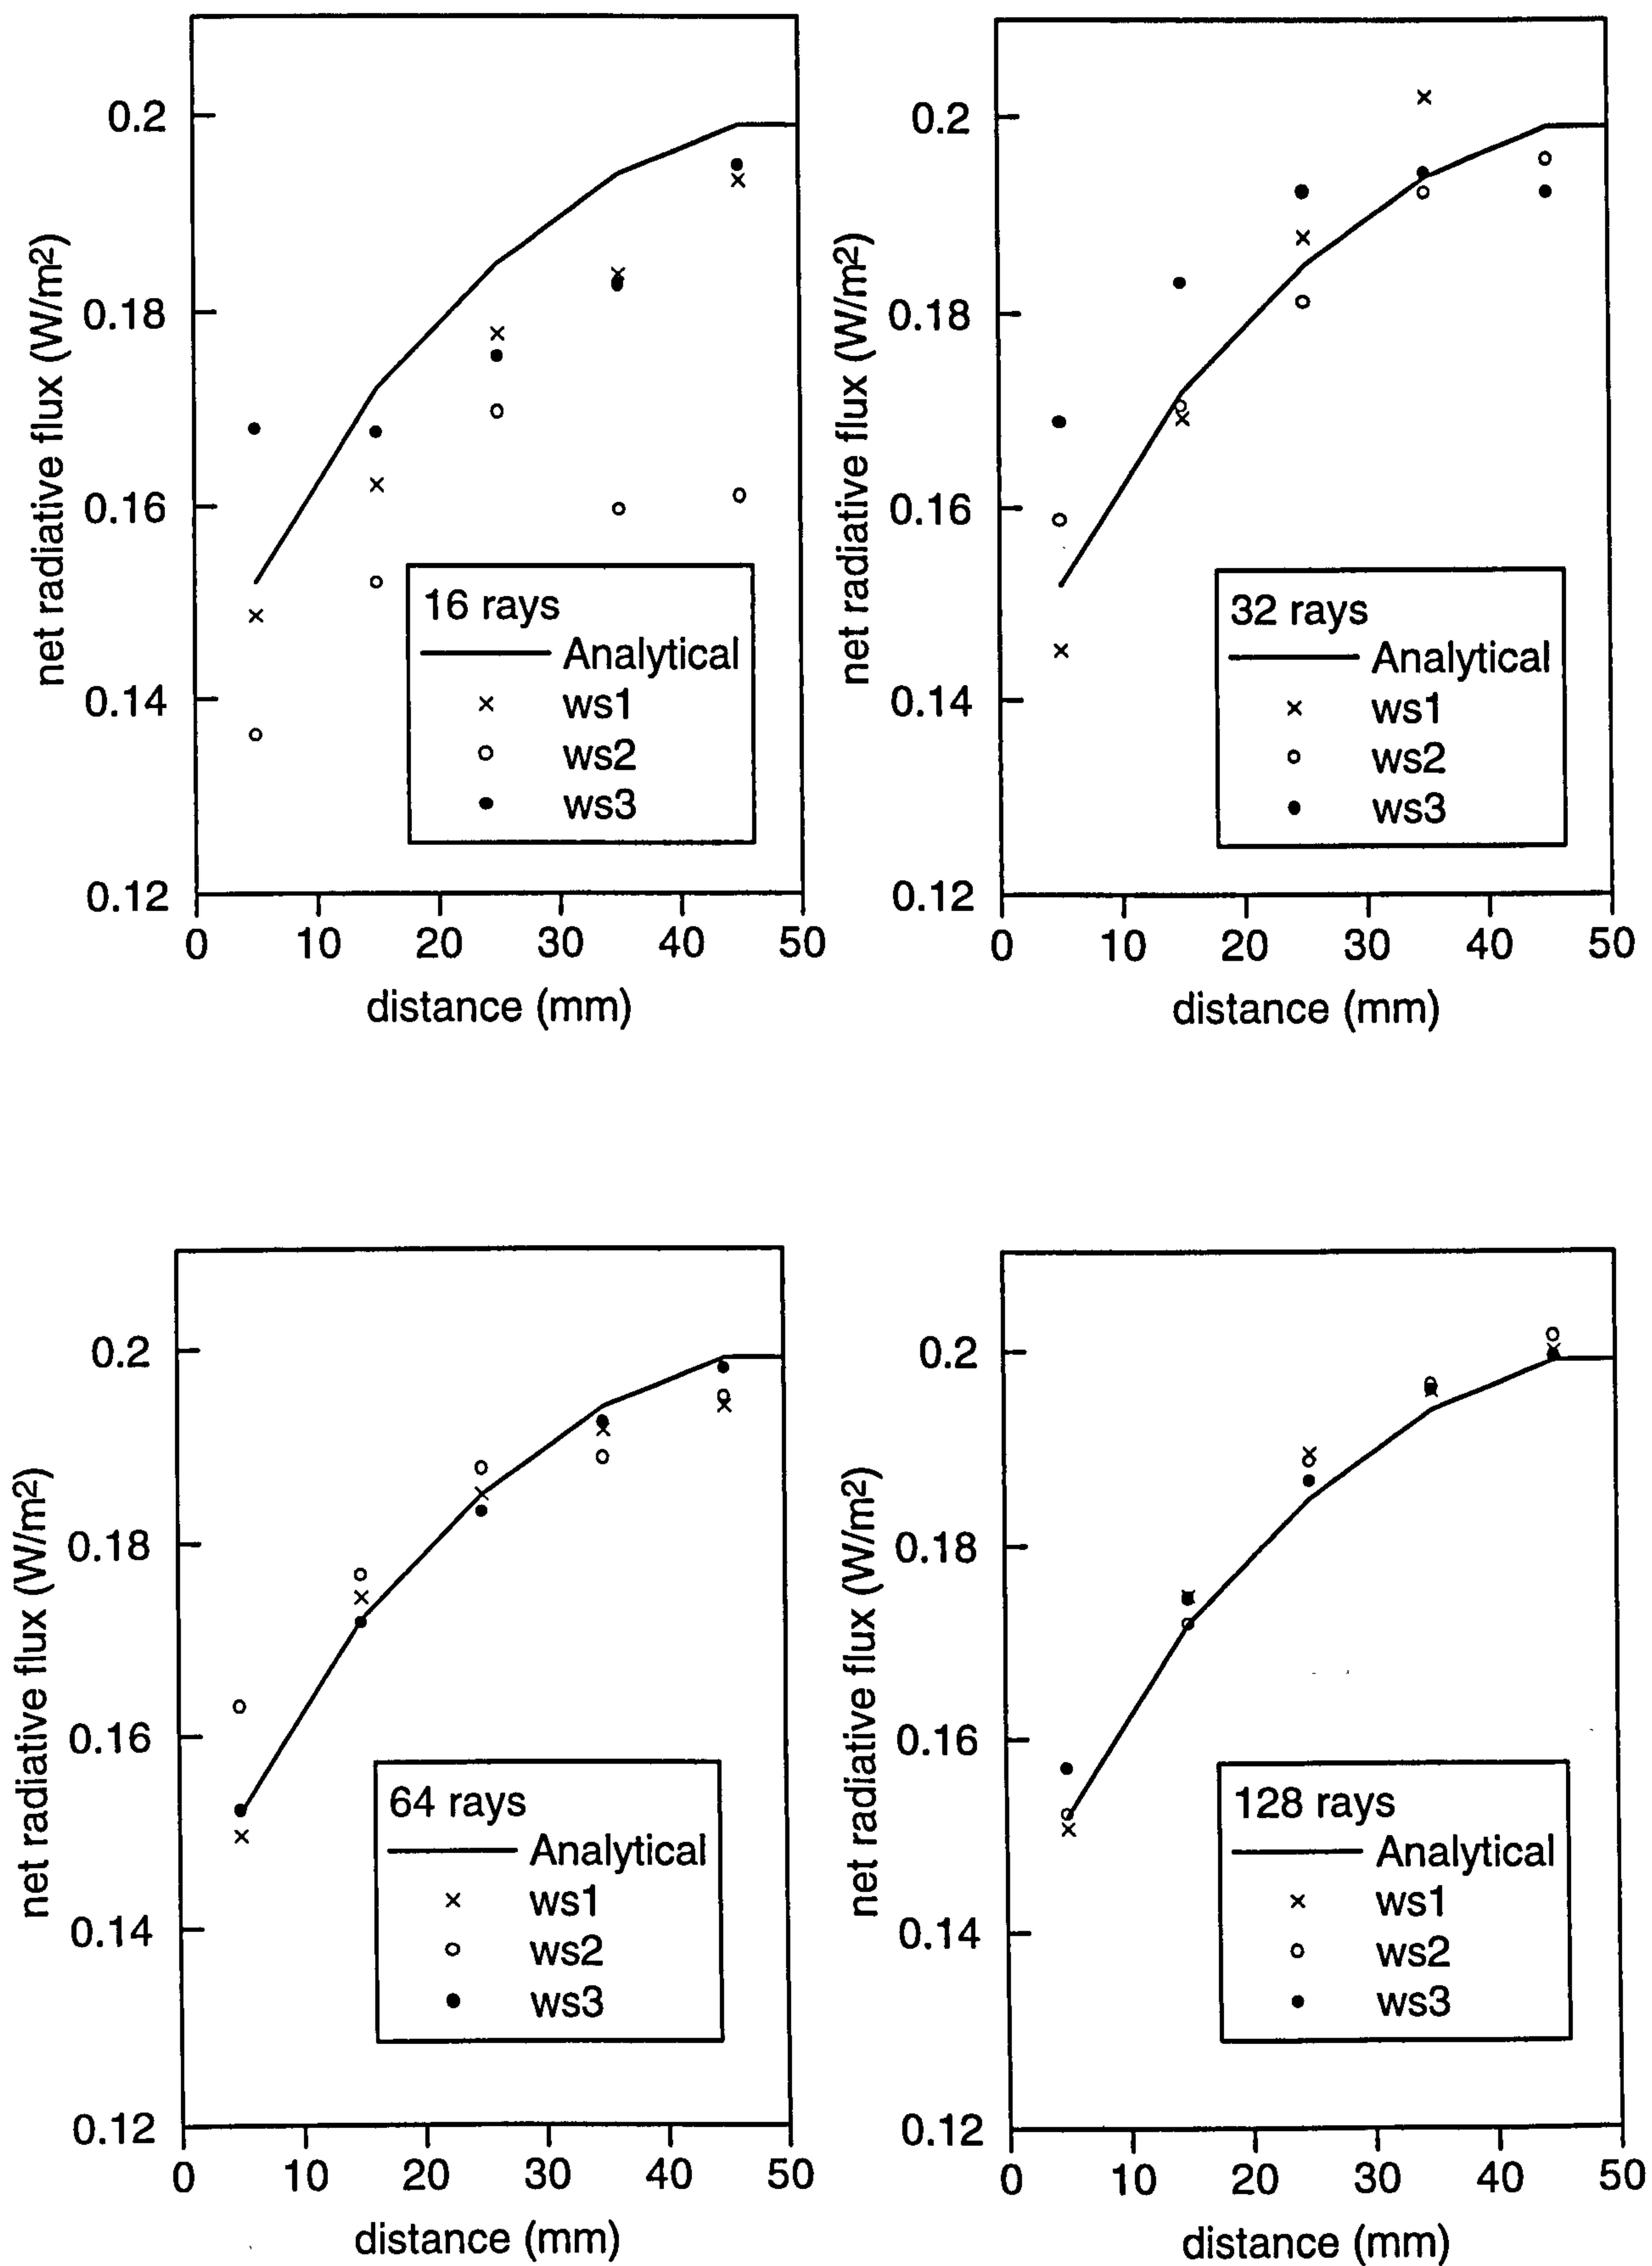 net radiative flux (W/m²)
0.2
0.18
0.16
0.14
0.12
16 rays
Analytical
ws1
ws2
ws3
0 10 20 30 40 50
distance (mm)
net radiative flux (W/m²)
0.2
0.18
0.16
0.14
0.12
32 rays
Analytical
ws1
ws2
ws3
0 10 20 30 40 50
distance (mm)
net radiative flux (W/m²)
0.2
0.18
0.16
0.14
0.12
64 rays
Analytical
ws1
ws2
ws3
0 10 20 30 40 50
distance (mm)
net radiative flux (W/m²)
0.2
0.18
0.16
0.14
0.12
128 rays
Analytical
ws1
ws2
ws3
0 10 20 30 40 50
distance (mm)